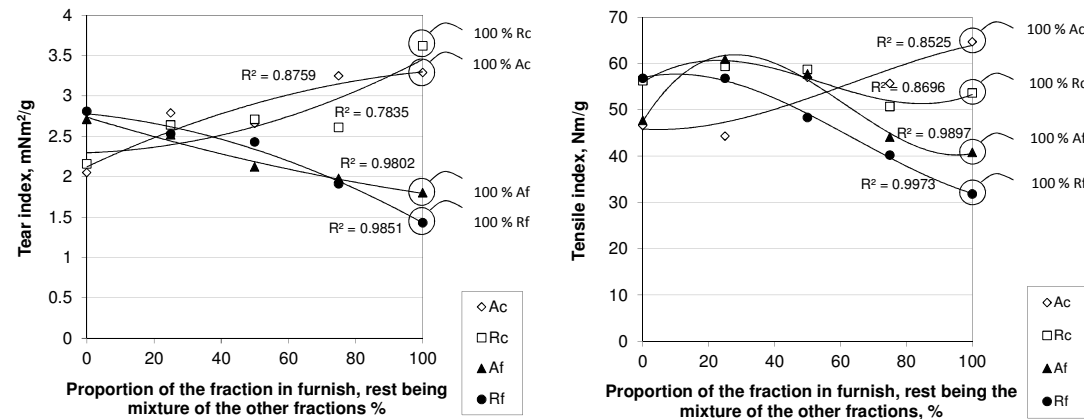 4
3.5
3
2.5
2
1.5
1
0.5
0
0 20 40 60 80 100
Tear index, mNm²/g
R² = 0.8759
R² = 0.7835
R² = 0.9802
R² = 0.9851
100 % Rc
100 % Ac
100 % Af
100 % Rf
Ac
Rc
Af
Rf
Proportion of the fraction in furnish, rest being
mixture of the other fractions %
70
60
50
40
30
20
10
0
0 25 50 75 100
Tensile index, Nm/g
R² = 0.8525
R² = 0.8696
R² = 0.9897
R² = 0.9973
100 % Ac
100 % Rc
100 % Af
100 % Rf
Ac
Rc
Af
Rf
Proportion of the fraction in furnish, rest being the
mixture of the other fractions, %